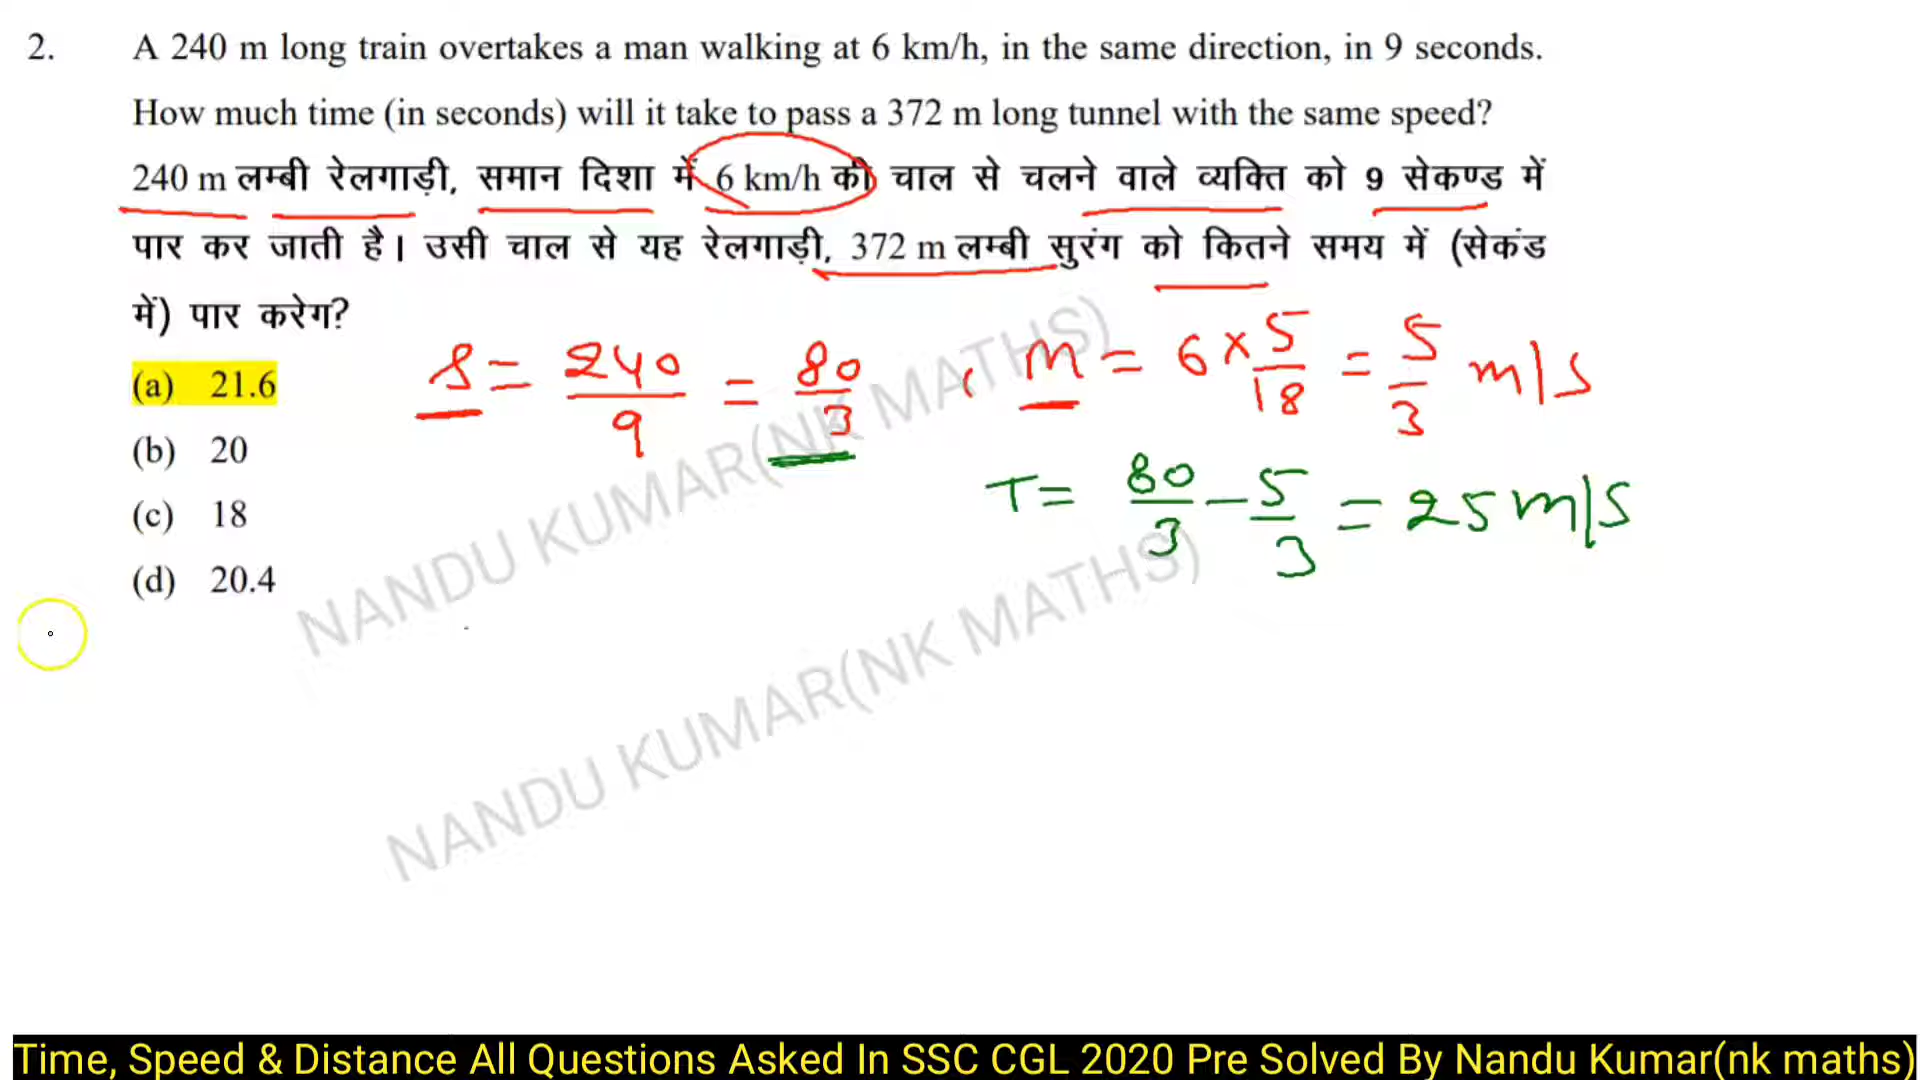 2. A 240 m long train overtakes a man walking at 6 km/h, in the same direction, in 9 seconds.
How much time (in seconds) will it take to pass a 372 m long tunnel with the same speed?
240 m लम्बी रेलगाड़ी, समान दिशा में 6 km/h की चाल से चलने वाले व्यक्ति को 9 सेकण्ड में
पार कर जाती है। उसी चाल से यह रेलगाड़ी, 372 m लम्बी सुरंग को कितने समय में (सेकंड
में) पार करेग?
S = 240/9 = 80/3 , M = 6 × 5/18 = 5/3 m/s
(a) 21.6
(b) 20
T = 80/3 - 5/3 = 25 m/s
(c) 18
(d) 20.4
NANDU KUMAR(NK MATHS)
NANDU KUMAR(NK MATHS)
Time, Speed & Distance All Questions Asked In SSC CGL 2020 Pre Solved By Nandu Kumar(nk maths)